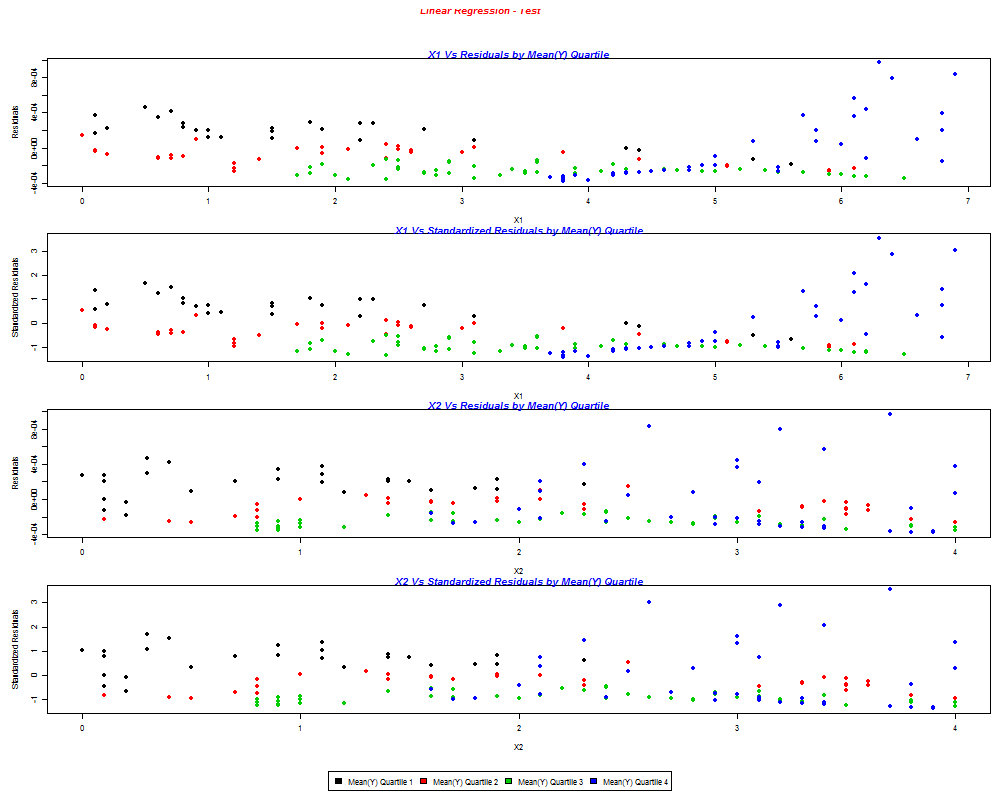 Linear Regression - Test
X1 Vs Residuals by Mean(Y) Quartile
Residuals
-4e-04 0e+00 4e-04 8e-04
0 1 2 3 4 5 6 7
X1
X1 Vs Standardized Residuals by Mean(Y) Quartile
Standardized Residuals
-1 0 1 2 3
0 1 2 3 4 5 6 7
X1
X2 Vs Residuals by Mean(Y) Quartile
Residuals
-4e-04 0e+00 4e-04 8e-04
0 1 2 3 4
X2
X2 Vs Standardized Residuals by Mean(Y) Quartile
Standardized Residuals
-1 0 1 2 3
0 1 2 3 4
X2
Mean(Y) Quartile 1 Mean(Y) Quartile 2 Mean(Y) Quartile 3 Mean(Y) Quartile 4